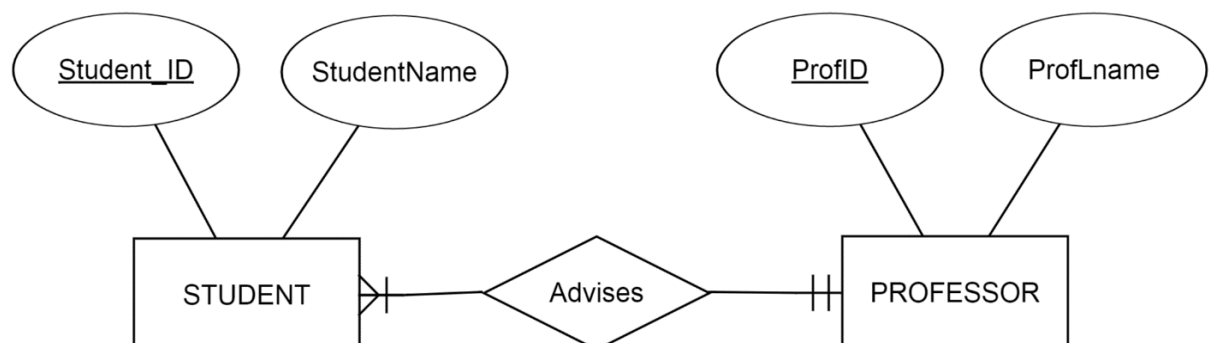 Student_ID
StudentName
ProfID
ProfLname
STUDENT
Advises
PROFESSOR